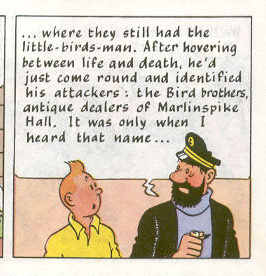 ... where they still had the
little-birds-man. After hovering
between life and death, he'd
just come round and identified
his attackers : the Bird brothers,
antique dealers of Marlinspike
Hall. It was only when I
heard that name...